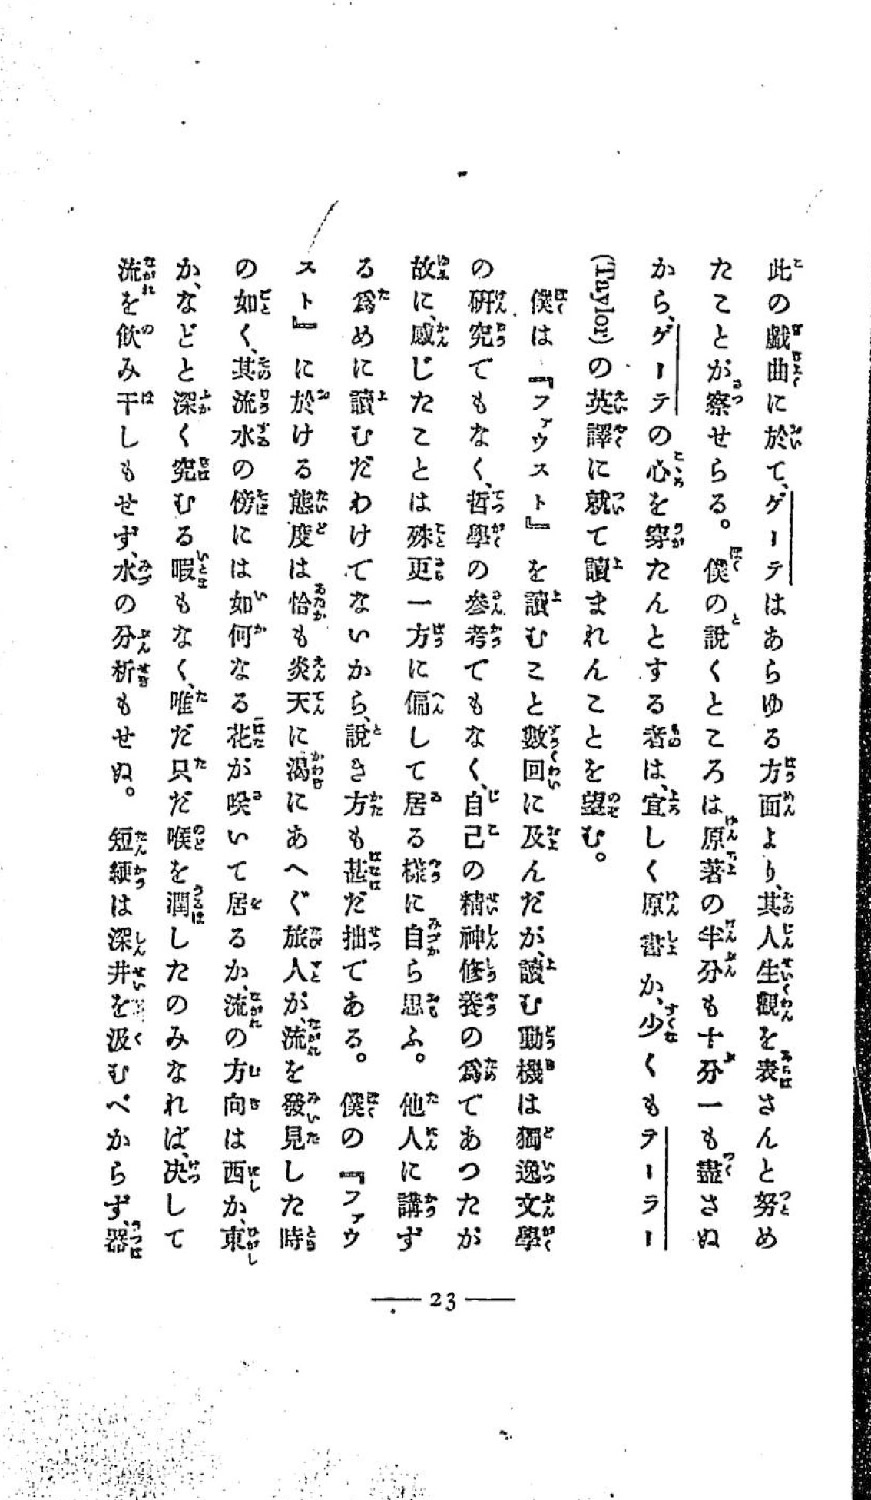 此の戯曲に於て、ゲーテはあらゆる方面より、其人生觀を表さんと努め
たことが察せらる。僕の説くところは原著の半分も十分一も盡さぬ
から、ゲーテの心を穿たんとする者は、宜しく原書か、少くもテーラー
(Taylor)の英譯に就て讀まれんことを望む。
僕は『ファウスト』を讀むこと數回に及んだが、讀む動機は獨逸文學
の研究でもなく、哲學の参考でもなく、自己の精神修養の爲であつたが
故に、感じたことは殊更一方に偏して居る様に自ら思ふ。他人に講ず
る爲めに讀むだわけでないから、説き方も甚だ拙である。僕の『ファウ
スト』に於ける態度は恰も炎天に、渇にあへぐ旅人が、流を發見した時
の如く、其流水の傍には如何なる花が咲いて居るか、流の方向は西か、東
か、などと深く究むる暇もなく、唯だ只だ喉を潤したのみなれば、决して
流を飮み干しもせず、水の分析もせぬ。短綆は深井を汲むべからず、器
23